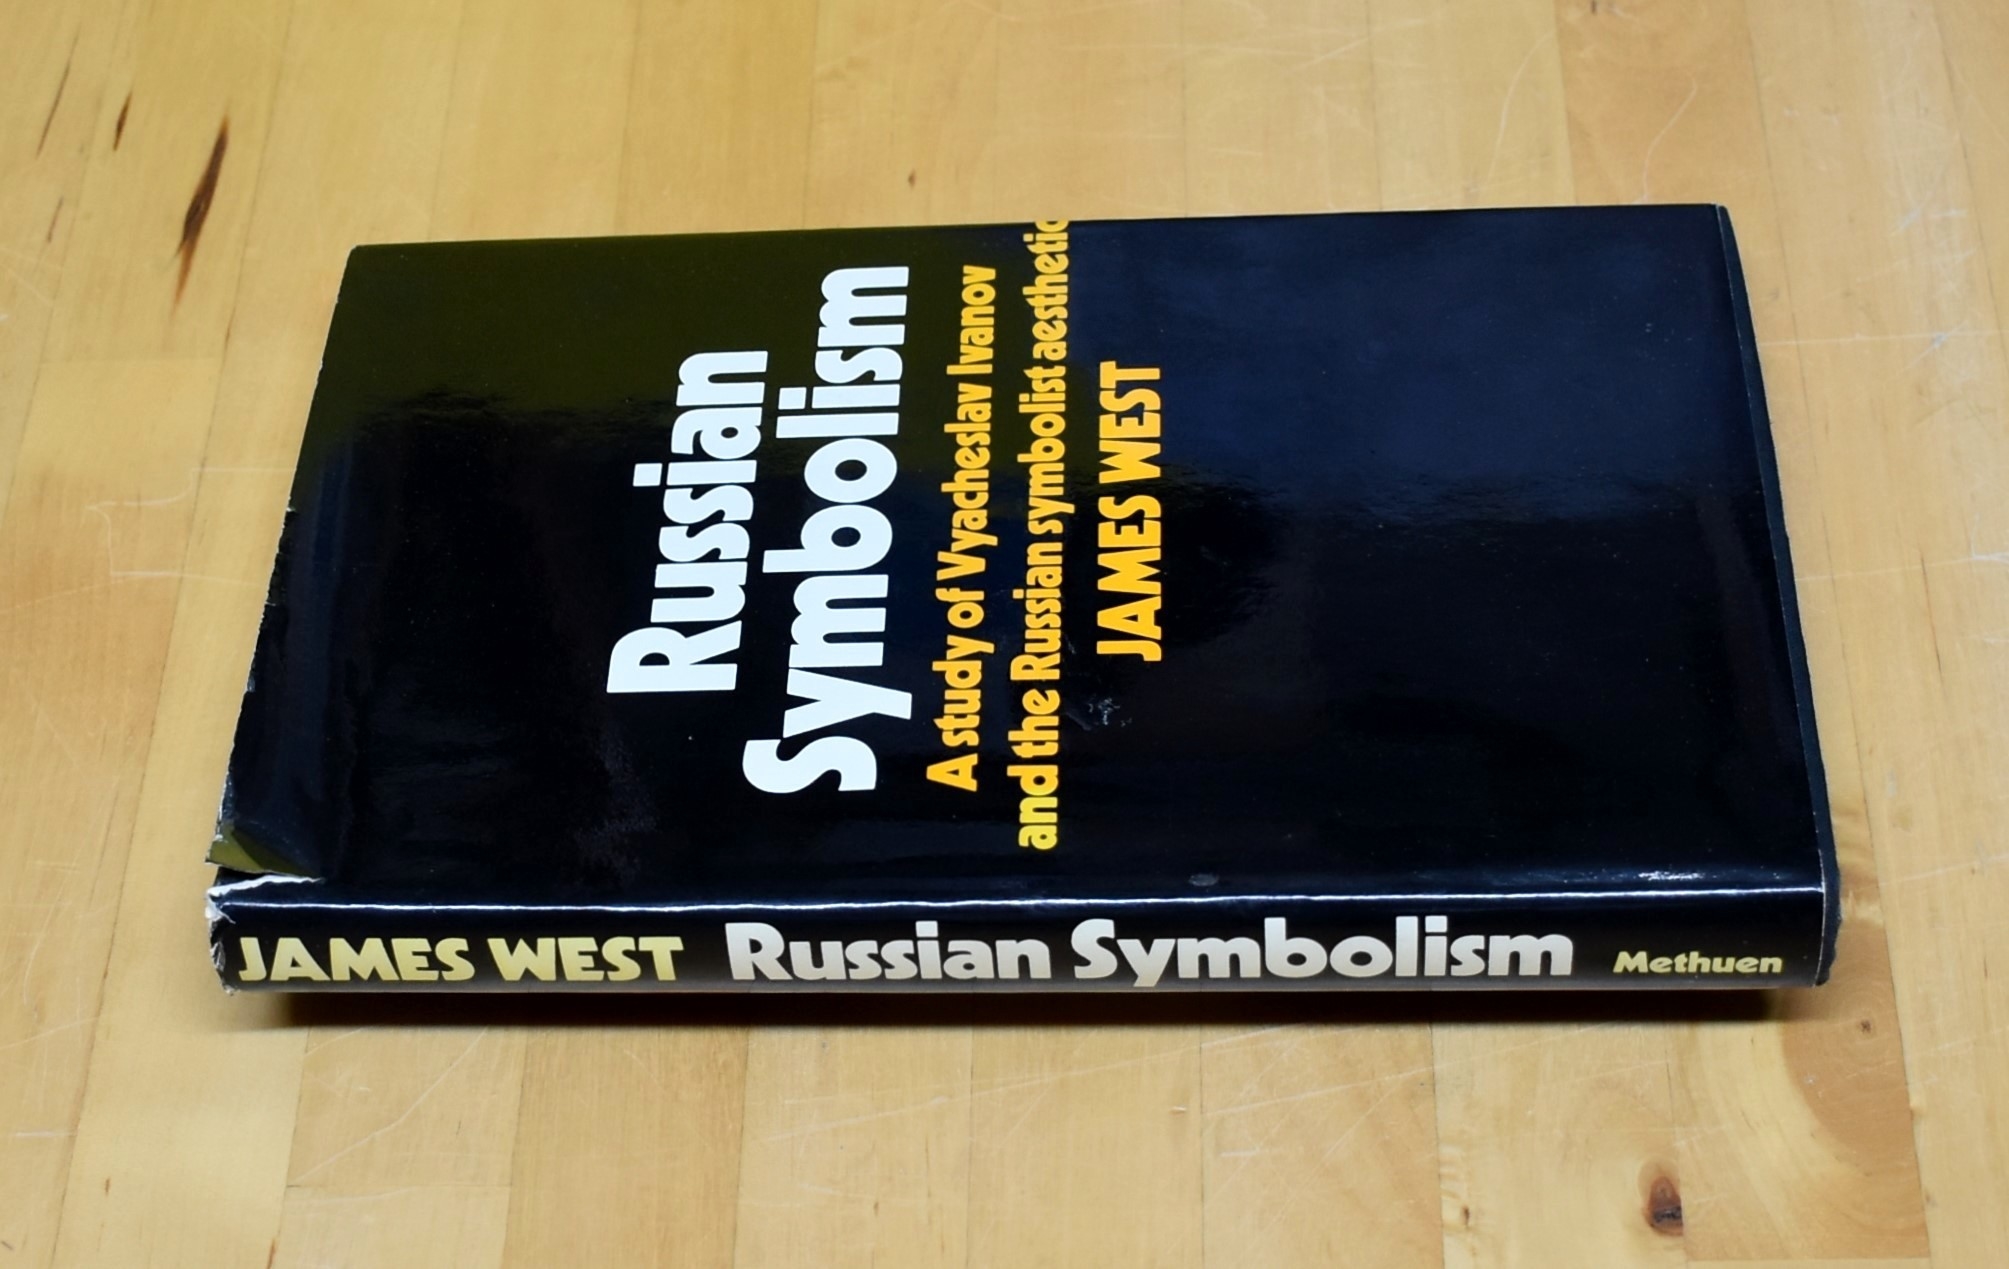 Russian
Symbolism
A study of Vyacheslav Ivanov
and the Russian symbolist aesthetic
JAMES WEST
JAMES WEST Russian Symbolism Methuen